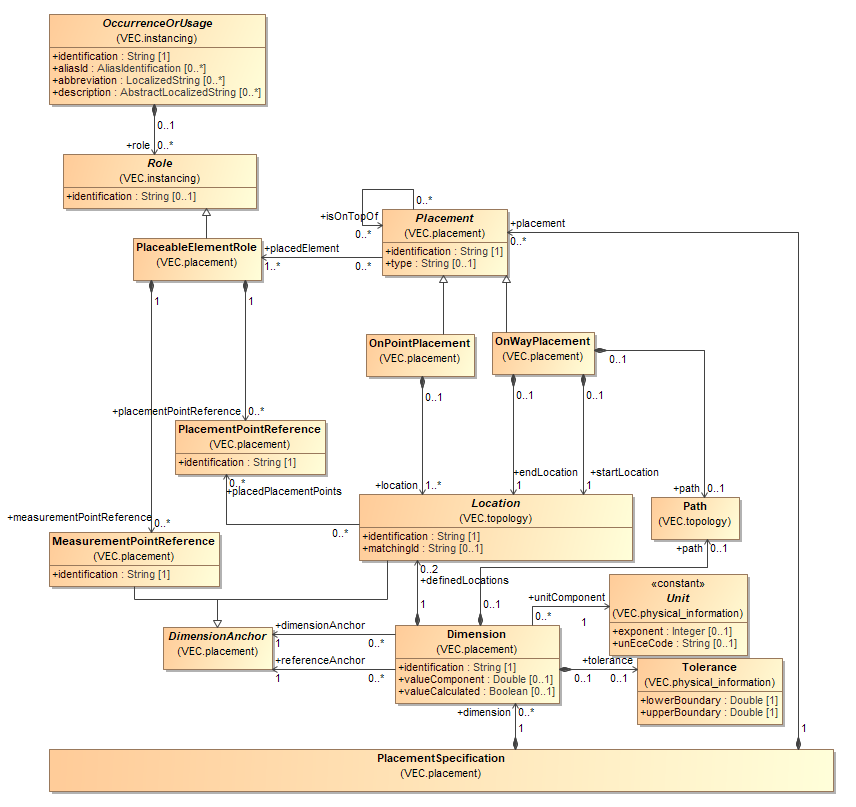 OccurrenceOrUsage
(VEC.instancing)
+identification : String [1]
+aliasId : AliasIdentification [0..*]
+abbreviation : LocalizedString [0..*]
+description : AbstractLocalizedString [0..*]
0..1
+role
0..*
Role
(VEC.instancing)
+identification : String [0..1]
0..*
+isOnTopOf
0..*
Placement
(VEC.placement)
+identification : String [1]
+type : String [0..1]
+placement
0..*
PlaceableElementRole
(VEC.placement)
+placedElement
1..*
0..*
1
1
OnPointPlacement
(VEC.placement)
OnWayPlacement
(VEC.placement)
0..1
0..1
0..1
0..1
+placementPointReference
0..*
PlacementPointReference
(VEC.placement)
+identification : String [1]
0..*
+placedPlacementPoints
0..*
+location
1..*
+endLocation
1
+startLocation
1
+path
0..1
Location
(VEC.topology)
+identification : String [1]
+matchingId : String [0..1]
Path
(VEC.topology)
+path
0..1
+measurementPointReference
0..*
MeasurementPointReference
(VEC.placement)
+identification : String [1]
0..2
+definedLocations
1
0..1
+unitComponent
0..*
1
«constant»
Unit
(VEC.physical_information)
+exponent : Integer [0..1]
+unEceCode : String [0..1]
DimensionAnchor
(VEC.placement)
+dimensionAnchor
1
0..*
+referenceAnchor
1
0..*
Dimension
(VEC.placement)
+identification : String [1]
+valueComponent : Double [0..1]
+valueCalculated : Boolean [0..1]
+tolerance
0..1
0..1
Tolerance
(VEC.physical_information)
+lowerBoundary : Double [1]
+upperBoundary : Double [1]
+dimension
0..*
1
1
PlacementSpecification
(VEC.placement)